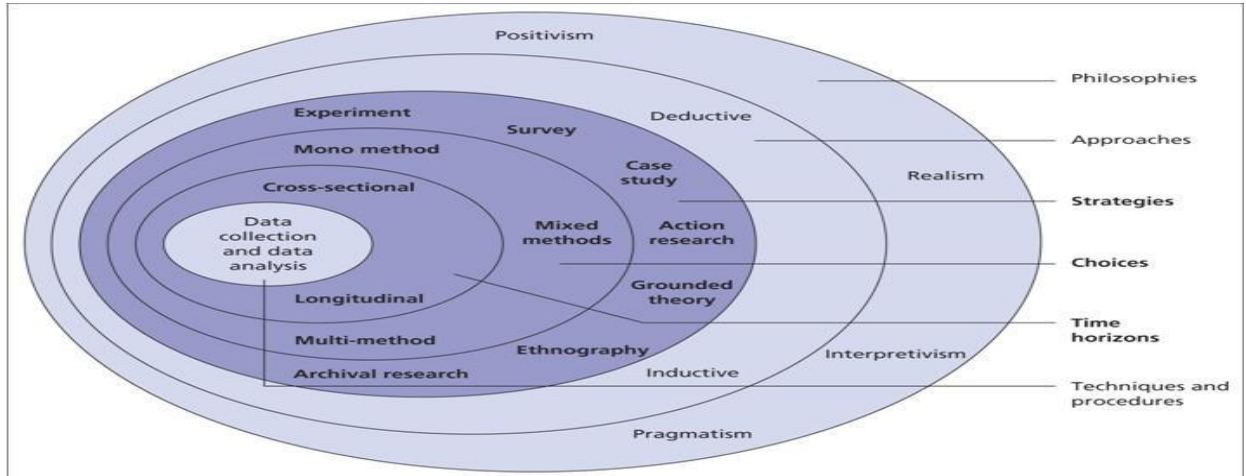 Positivism
Philosophies
Experiment
Survey
Deductive
Mono method
Approaches
Case
study
Realism
Cross-sectional
Strategies
Data
collection
and data
analysis
Mixed
methods
Action
research
Choices
Longitudinal
Grounded
theory
Time
horizons
Multi-method
Ethnography
Interpretivism
Archival research
Inductive
Techniques and
procedures
Pragmatism